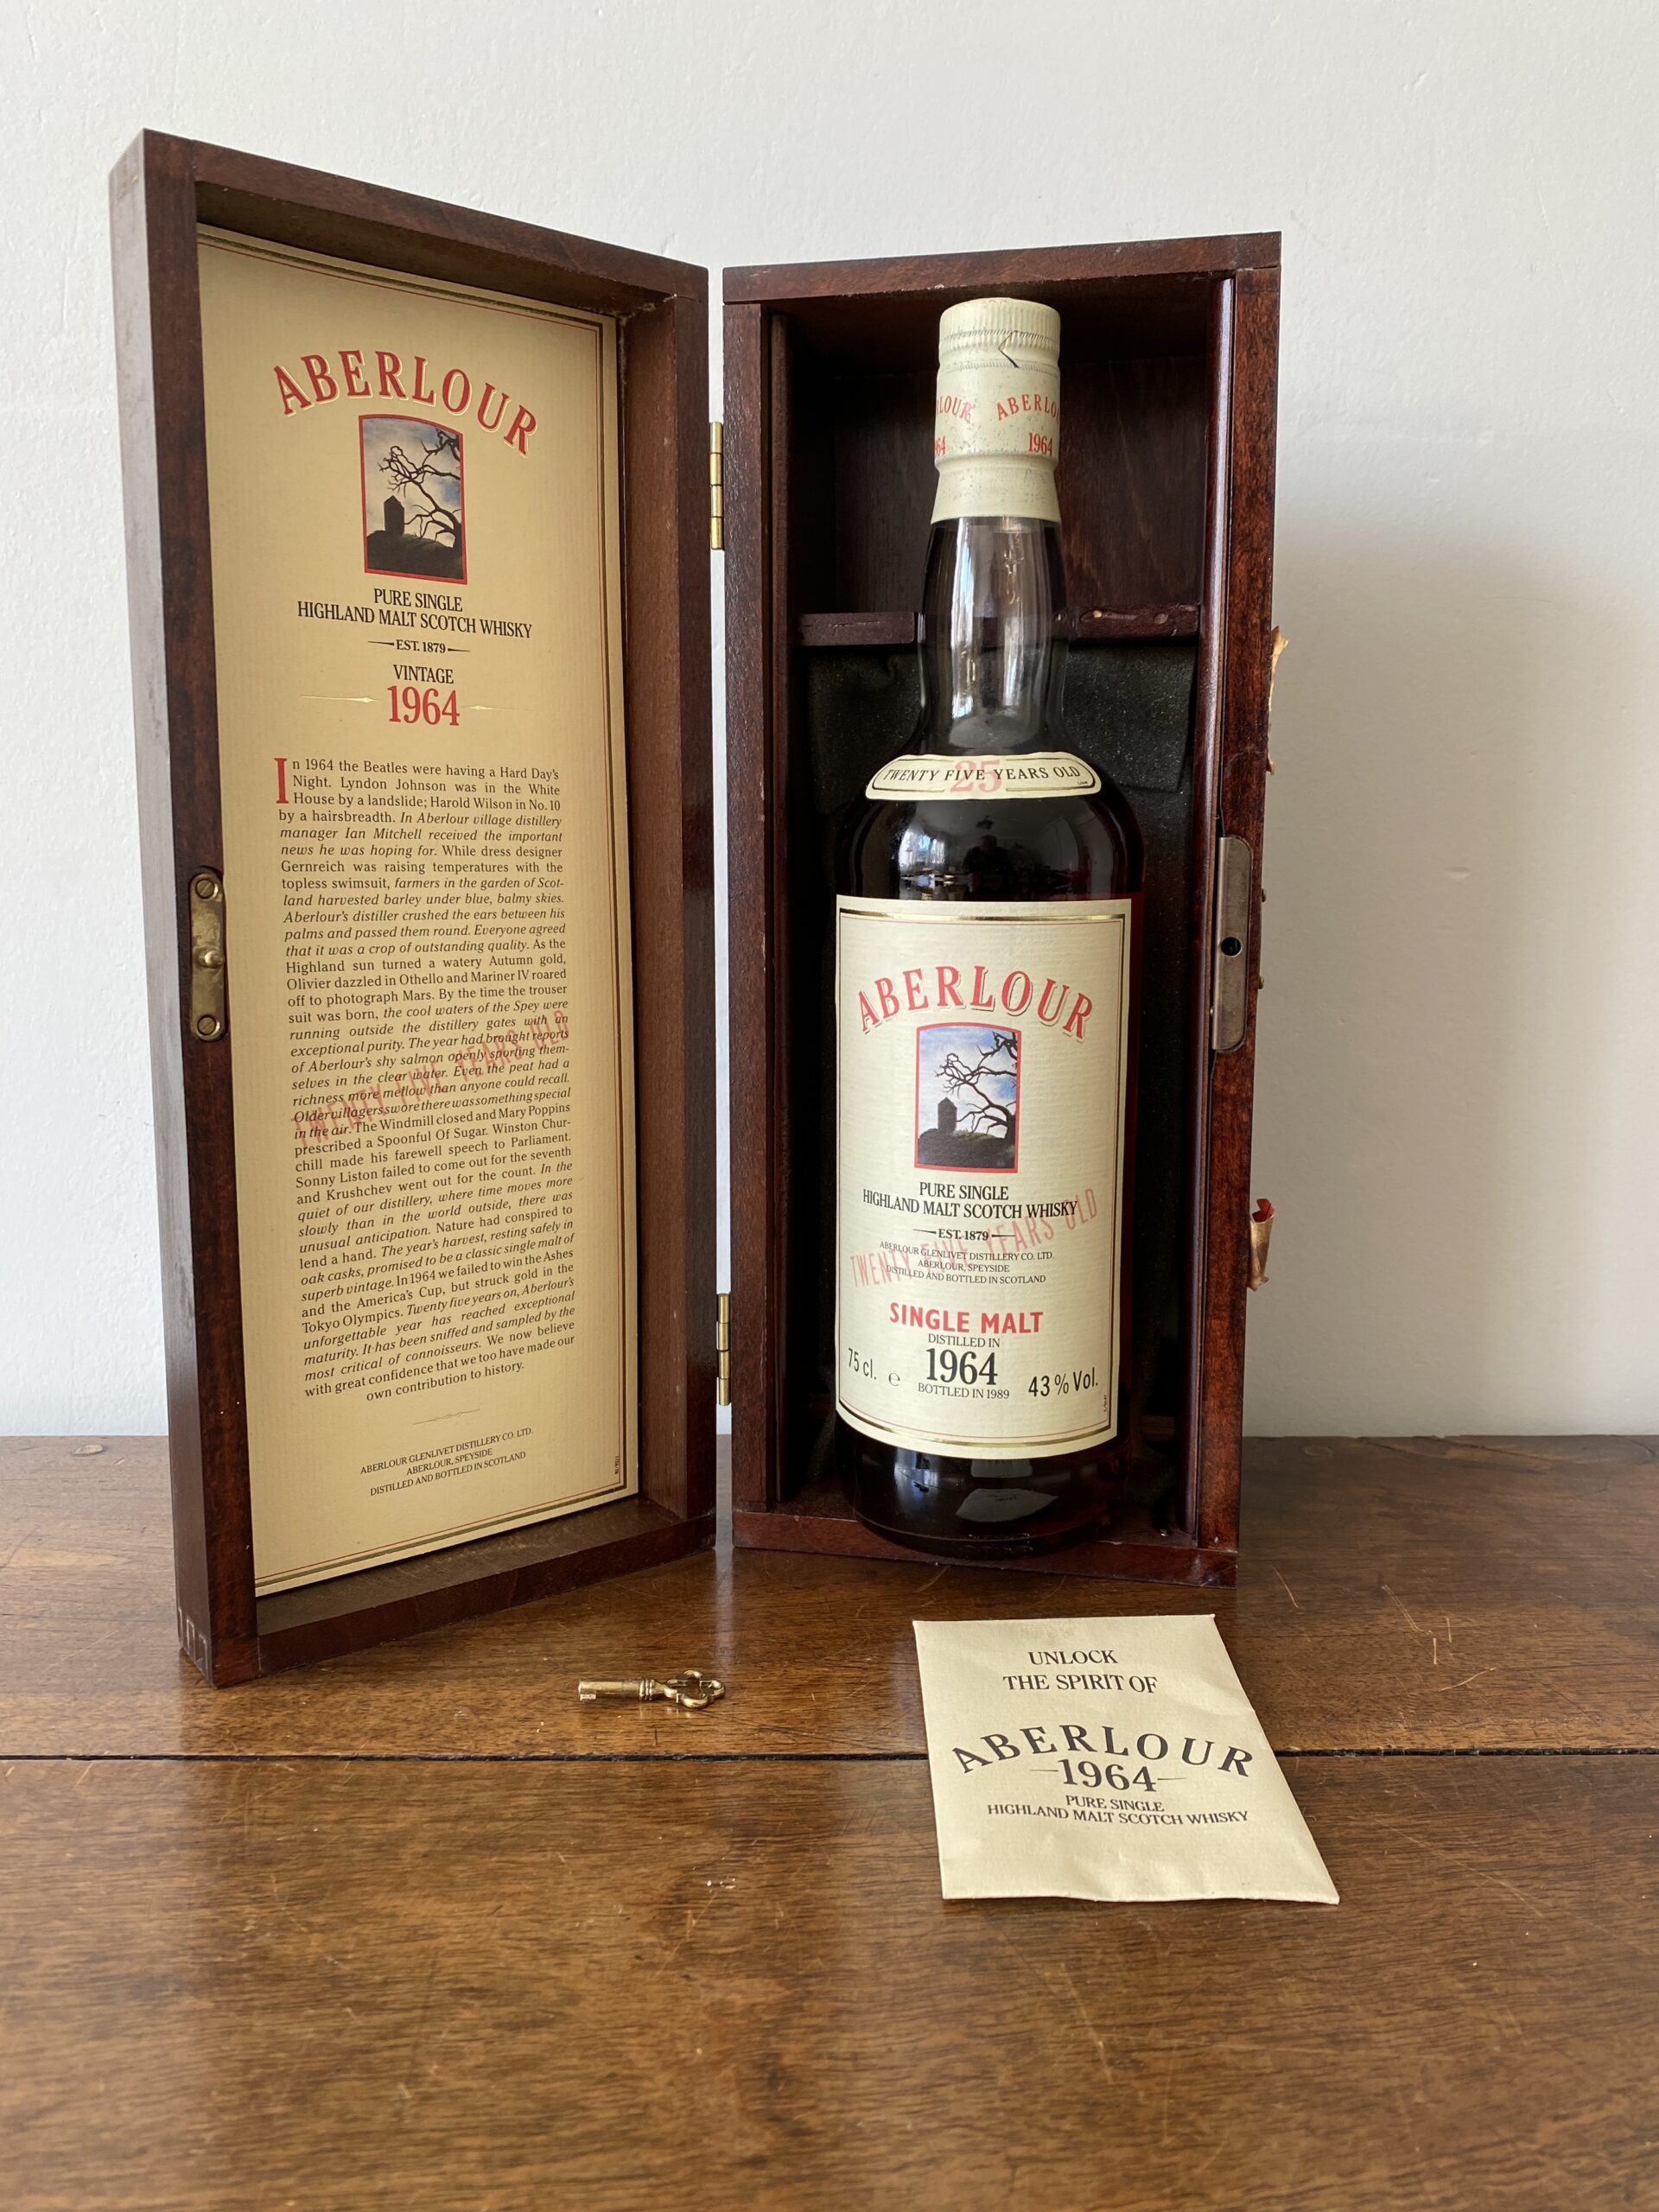 ABERLOUR
PURE SINGLE
HIGHLAND MALT SCOTCH WHISKY
EST. 1879
VINTAGE
1964
In 1964 the Beatles were having a Hard Day's
Night. Lyndon Johnson was in the White
House by a landslide; Harold Wilson in No. 10
by a hairsbreadth. In Aberlour village distillery
manager Ian Mitchell received the important
news he was hoping for. While dress designer
Gernreich was raising temperatures with the
topless swimsuit, farmers in the garden of Scot-
land harvested barley under blue, balmy skies.
Aberlour's distiller crushed the ears between his
palms and passed them round. Everyone agreed
that it was a crop of outstanding quality. As the
Highland sun turned a watery Autumn gold,
Olivier dazzled in Othello and Mariner IV roared
off to photograph Mars. By the time the trouser
suit was born, the cool waters of the Spey were
running outside the distillery gates with an
exceptional purity. The year had brought reports
of Aberlour's shy salmon openly sporting them-
selves in the clear water. Even the peat had a
richness more mellow than anyone could recall.
Older villagers swore there was something special
in the air. The Windmill closed and Mary Poppins
prescribed a Spoonful Of Sugar. Winston Chur-
chill made his farewell speech to Parliament.
Sonny Liston failed to come out for the seventh
and Krushchev went out for the count. In the
quiet of our distillery, where time moves more
slowly than in the world outside, there was
unusual anticipation. Nature had conspired to
lend a hand. The year's harvest, resting safely in
oak casks, promised to be a classic single malt of
superb vintage. In 1964 we failed to win the Ashes
and the America's Cup, but struck gold in the
Tokyo Olympics. Twenty five years on, Aberlour's
unforgettable year has reached exceptional
maturity. It has been sniffed and sampled by the
most critical of connoisseurs. We now believe
with great confidence that we too have made our
own contribution to history.
TWENTY FIVE YEARS OLD
ABERLOUR GLENLIVET DISTILLERY CO. LTD.
ABERLOUR, SPEYSIDE
DISTILLED AND BOTTLED IN SCOTLAND
LOUR ABERLO
64 1964
25
TWENTY FIVE YEARS OLD
ABERLOUR
PURE SINGLE
HIGHLAND MALT SCOTCH WHISKY
EST. 1879
ABERLOUR GLENLIVET DISTILLERY CO. LTD.
ABERLOUR, SPEYSIDE
DISTILLED AND BOTTLED IN SCOTLAND
TWENTY FIVE YEARS OLD
SINGLE MALT
DISTILLED IN
75 cl. e 1964 43% Vol.
BOTTLED IN 1989
UNLOCK
THE SPIRIT OF
ABERLOUR
1964
PURE SINGLE
HIGHLAND MALT SCOTCH WHISKY